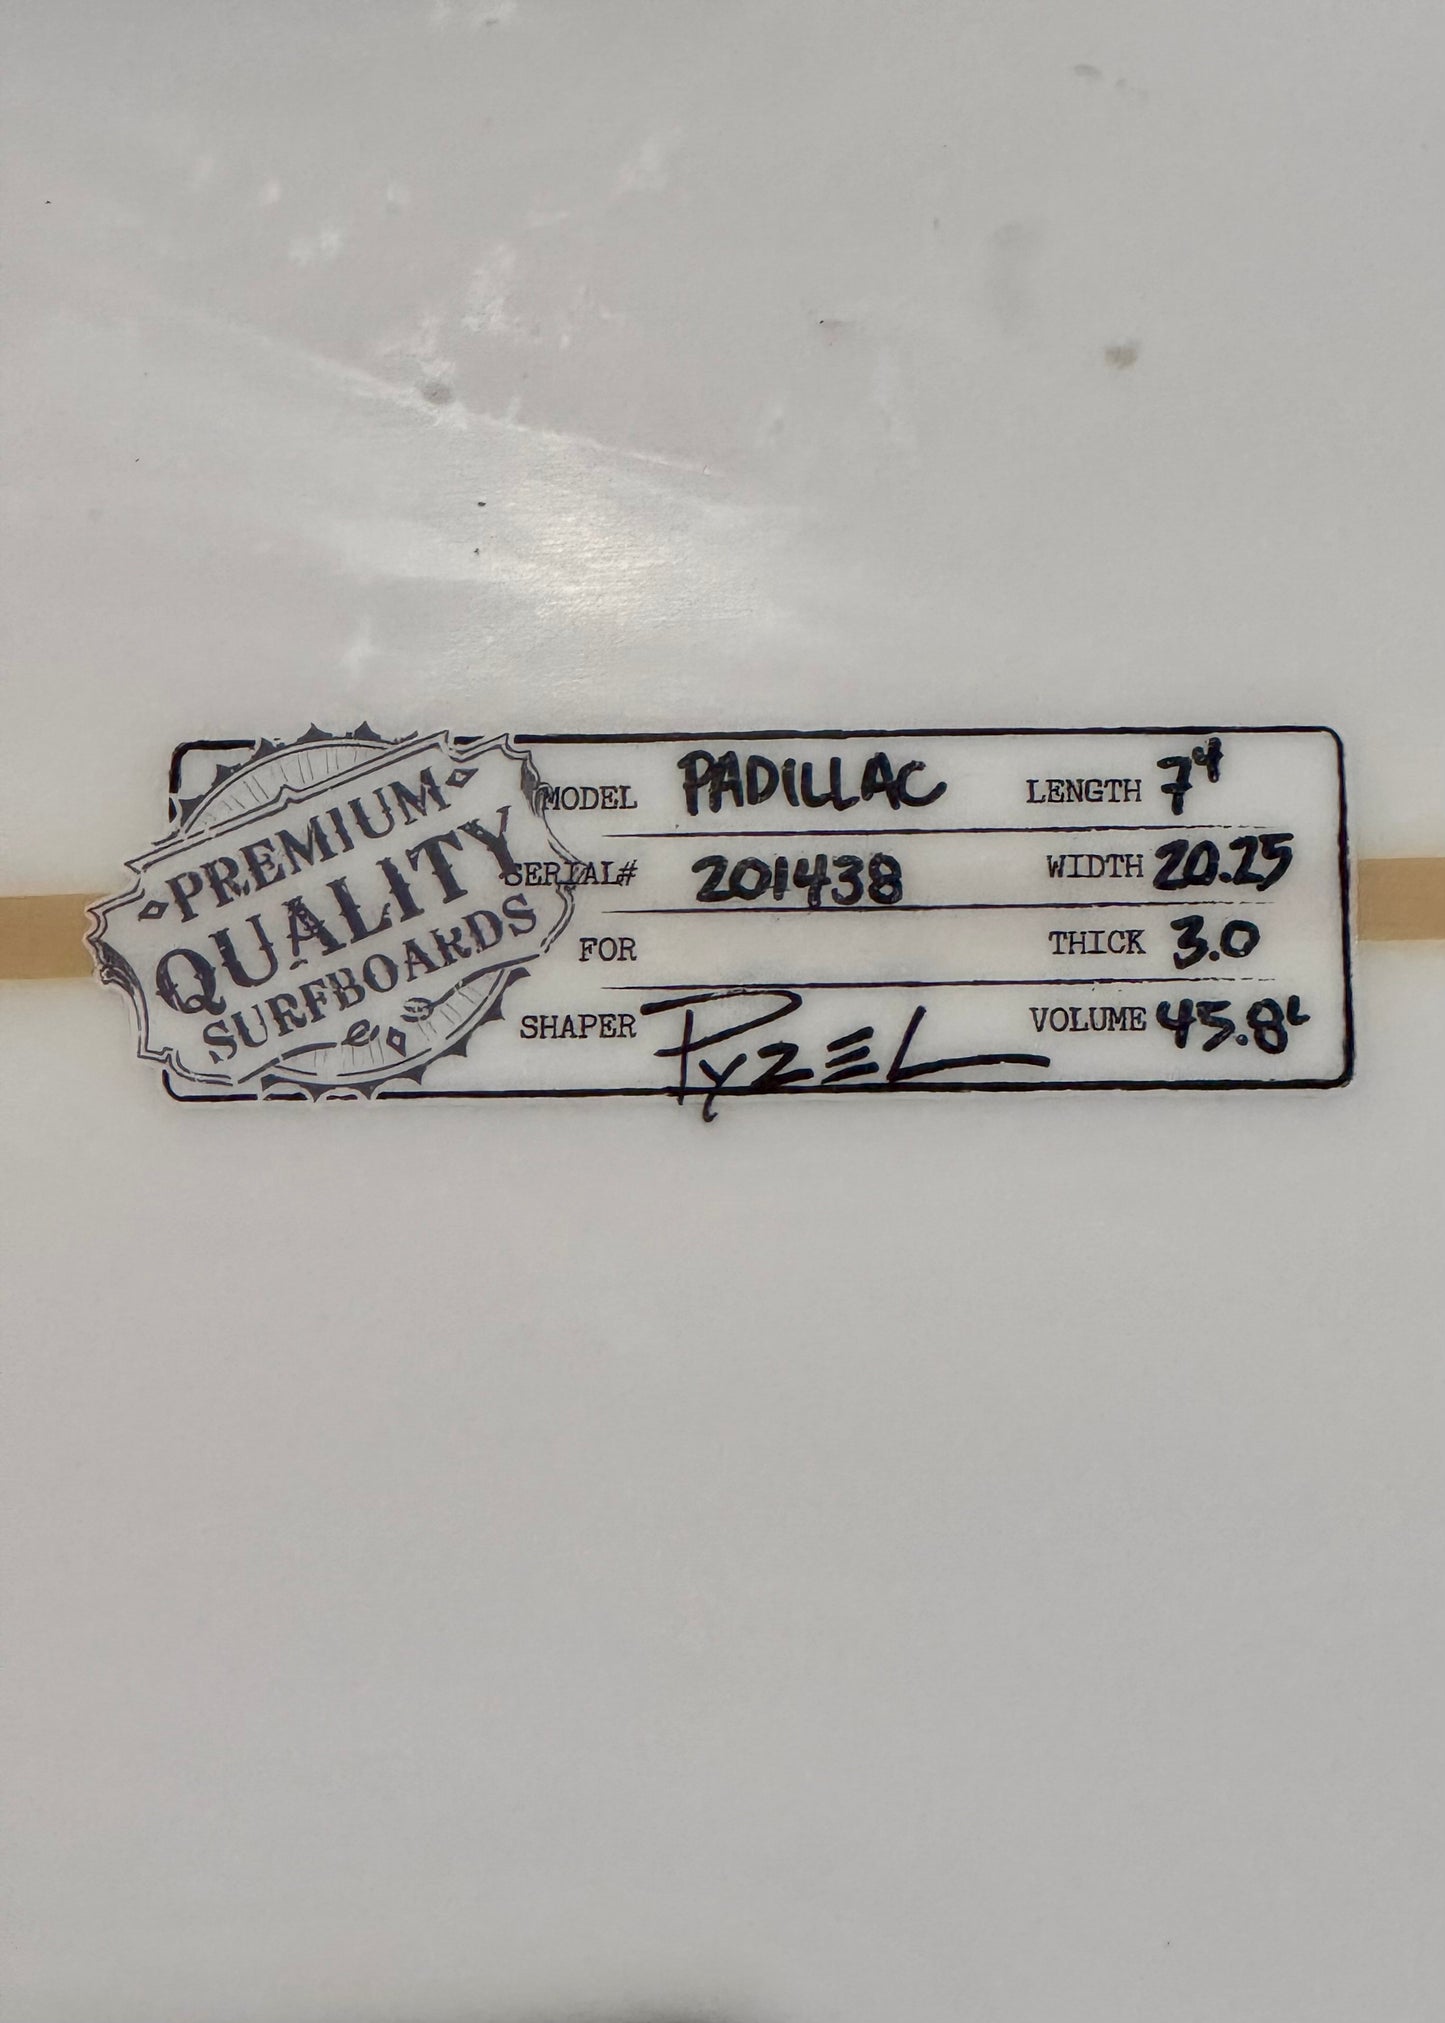 PREMIUM
QUALITY
SURFBOARDS
MODEL PADILLAC LENGTH 7'4
SERIAL# 201438 WIDTH 20.25
FOR THICK 3.0
SHAPER PYZEL VOLUME 45.8L